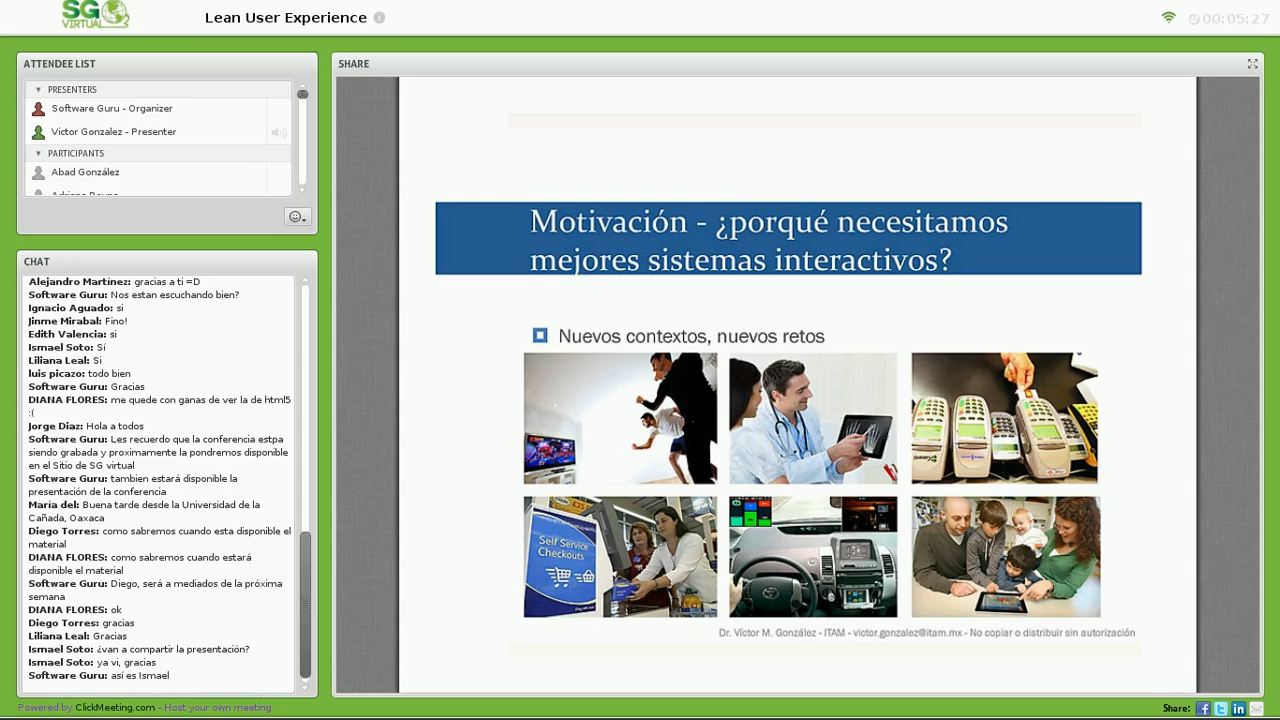 SG
VIRTUAL
Lean User Experience
00:05:27
ATTENDEE LIST
PRESENTERS
Software Guru - Organizer
Victor Gonzalez - Presenter
PARTICIPANTS
Abad González
CHAT
Alejandro Martínez: gracias a ti =D
Software Guru: Nos estan escuchando bien?
Ignacio Aguado: si
Jinme Mirabal: Fino!
Edith Valencia: si
Ismael Soto: Sí
Liliana Leal: Si
luis picazo: todo bien
Software Guru: Gracias
DIANA FLORES: me quede con ganas de ver la de html5
:(
Jorge Diaz: Hola a todos
Software Guru: Les recuerdo que la conferencia estpa
siendo grabada y proximamente la pondremos disponible
en el Sitio de SG virtual
Software Guru: tambien estará disponible la
presentación de la conferencia
María del: Buena tarde desde la Universidad de la
Cañada, Oaxaca
Diego Torres: como sabremos cuando esta disponible el
material
DIANA FLORES: como sabremos cuando estará
disponible el material
Software Guru: Diego, será a mediados de la próxima
semana
DIANA FLORES: ok
Diego Torres: gracias
Liliana Leal: Gracias
Ismael Soto: ¿van a compartir la presentación?
Ismael Soto: ya vi, gracias
Software Guru: así es Ismael
SHARE
Motivación - ¿porqué necesitamos
mejores sistemas interactivos?
Nuevos contextos, nuevos retos
Self Service
Checkouts
Dr. Víctor M. González - ITAM - victor.gonzalez@itam.mx - No copiar o distribuir sin autorización
Powered by ClickMeeting.com - Host your own meeting
Share: